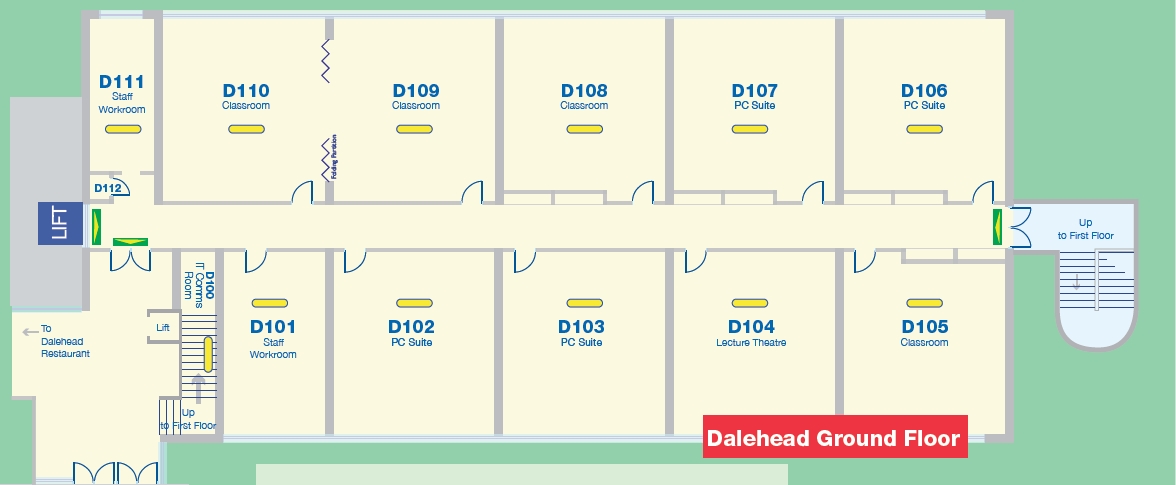 D111
Staff
Workroom
D110
Classroom
Folding Partition
D109
Classroom
D108
Classroom
D107
PC Suite
D106
PC Suite
D112
LIFT
Up
to First Floor
D100
IT Comms
Room
To
Dalehead
Restaurant
Lift
Up
to First Floor
D101
Staff
Workroom
D102
PC Suite
D103
PC Suite
D104
Lecture Theatre
D105
Classroom
Dalehead Ground Floor